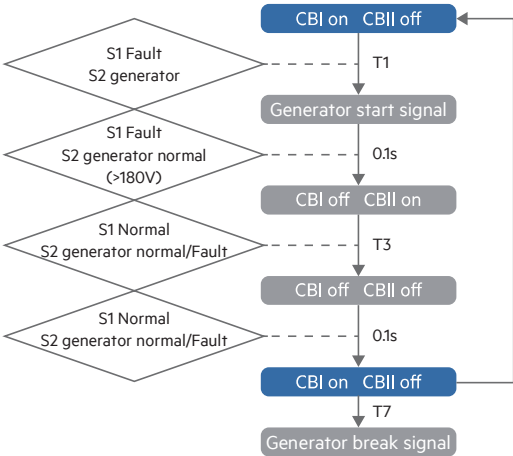 CBI on CBII off
S1 Fault
S2 generator
T1
Generator start signal
S1 Fault
S2 generator normal
(>180V)
0.1s
CBI off CBII on
S1 Normal
S2 generator normal/Fault
T3
CBI off CBII off
S1 Normal
S2 generator normal/Fault
0.1s
CBI on CBII off
T7
Generator break signal